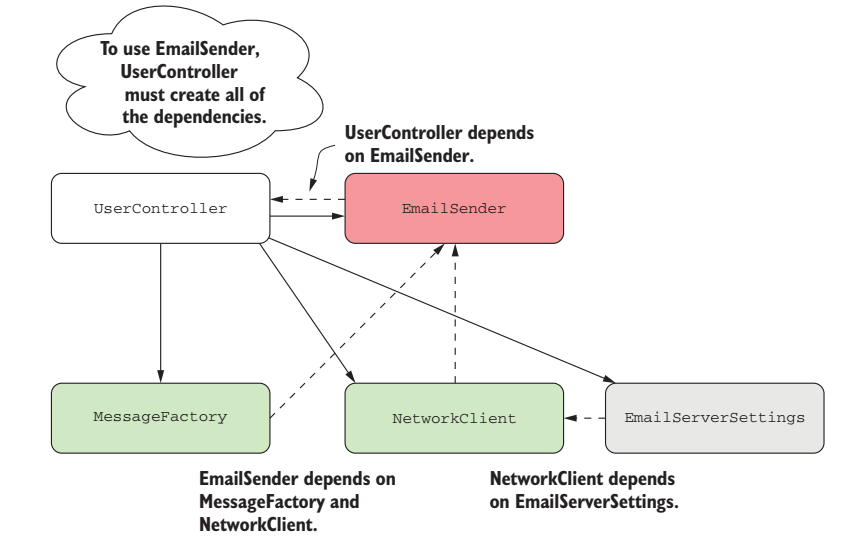 To use EmailSender,
UserController
must create all of
the dependencies.
UserController depends
on EmailSender.
UserController
EmailSender
MessageFactory
NetworkClient
EmailServerSettings
EmailSender depends on
MessageFactory and
NetworkClient.
NetworkClient depends
on EmailServerSettings.